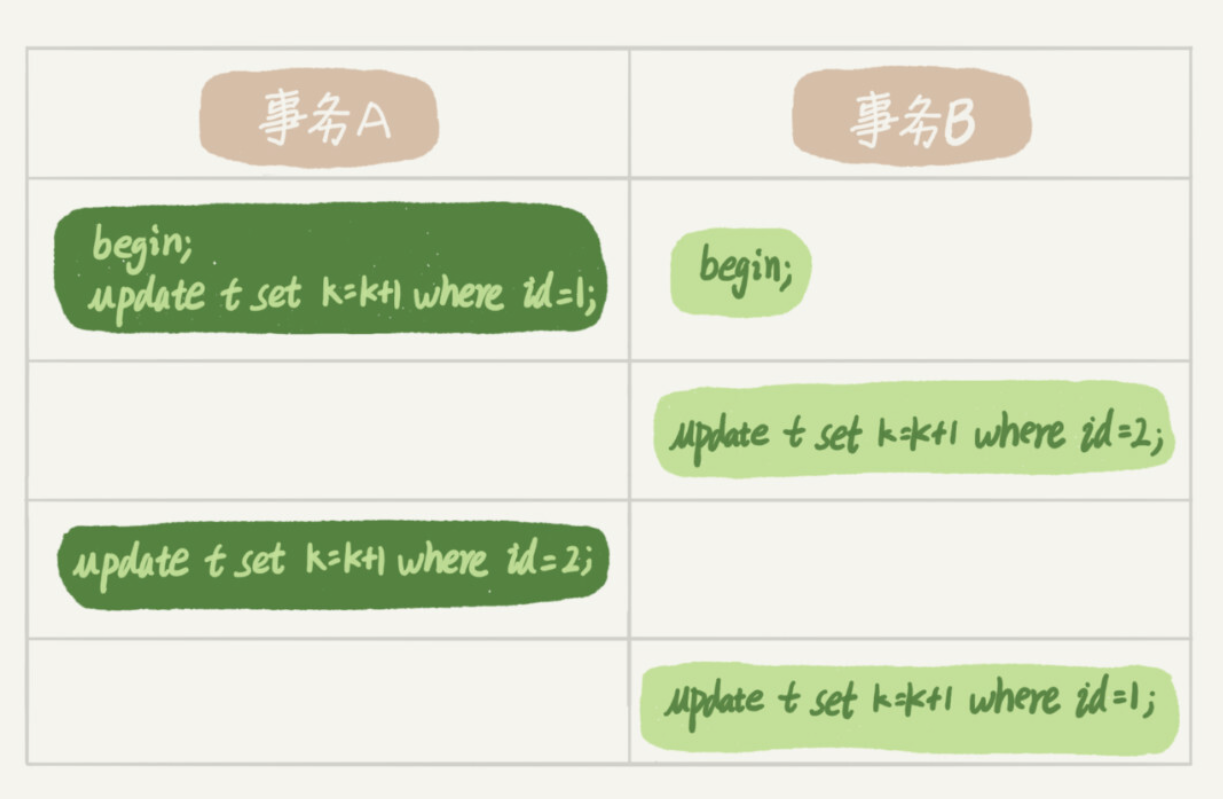 事务A
事务B
begin;
update t set k=k+1 where id=1;
begin;
update t set k=k+1 where id=2;
update t set k=k+1 where id=2;
update t set k=k+1 where id=1;